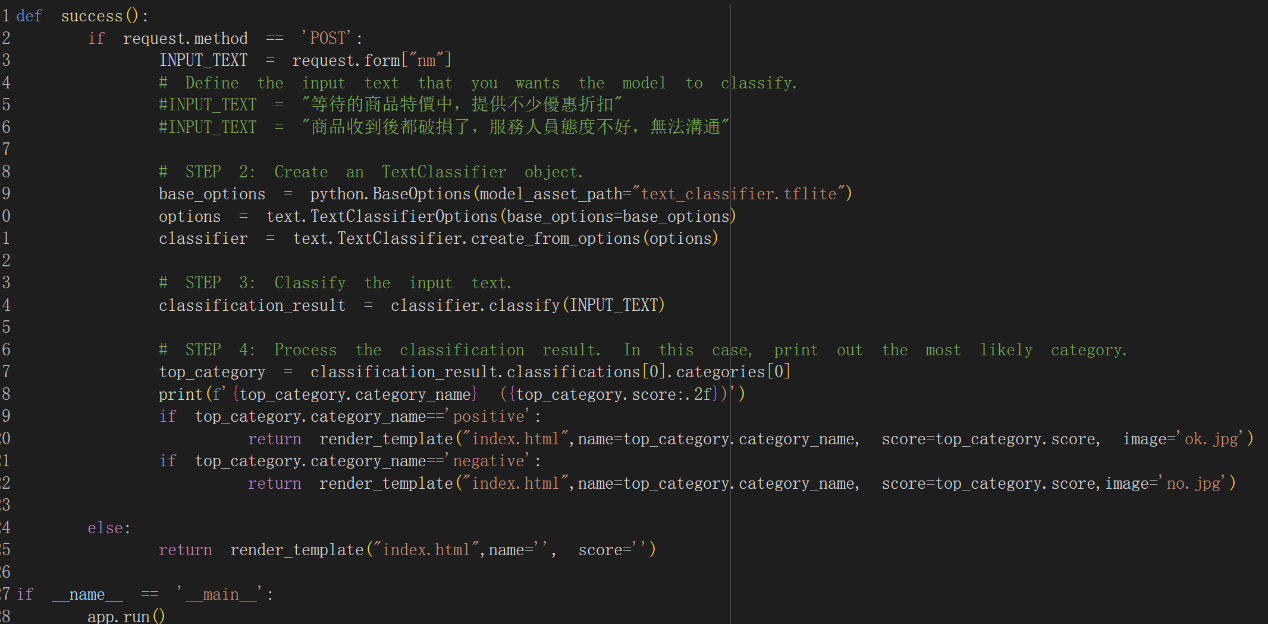 1 def success():
2 if request.method == 'POST':
3 INPUT_TEXT = request.form["nm"]
4 # Define the input text that you wants the model to classify.
5 #INPUT_TEXT = "等待的商品特價中，提供不少優惠折扣"
6 #INPUT_TEXT = "商品收到後都破損了，服務人員態度不好，無法溝通"
7
8 # STEP 2: Create an TextClassifier object.
9 base_options = python.BaseOptions(model_asset_path="text_classifier.tflite")
0 options = text.TextClassifierOptions(base_options=base_options)
1 classifier = text.TextClassifier.create_from_options(options)
2
3 # STEP 3: Classify the input text.
4 classification_result = classifier.classify(INPUT_TEXT)
5
6 # STEP 4: Process the classification result. In this case, print out the most likely category.
7 top_category = classification_result.classifications[0].categories[0]
8 print(f'{top_category.category_name} ({top_category.score:.2f})')
9 if top_category.category_name=='positive':
20 return render_template("index.html",name=top_category.category_name, score=top_category.score, image='ok.jpg')
21 if top_category.category_name=='negative':
22 return render_template("index.html",name=top_category.category_name, score=top_category.score,image='no.jpg')
23
24 else:
25 return render_template("index.html",name='', score='')
26
27 if __name__ == '__main__':
28 app.run()